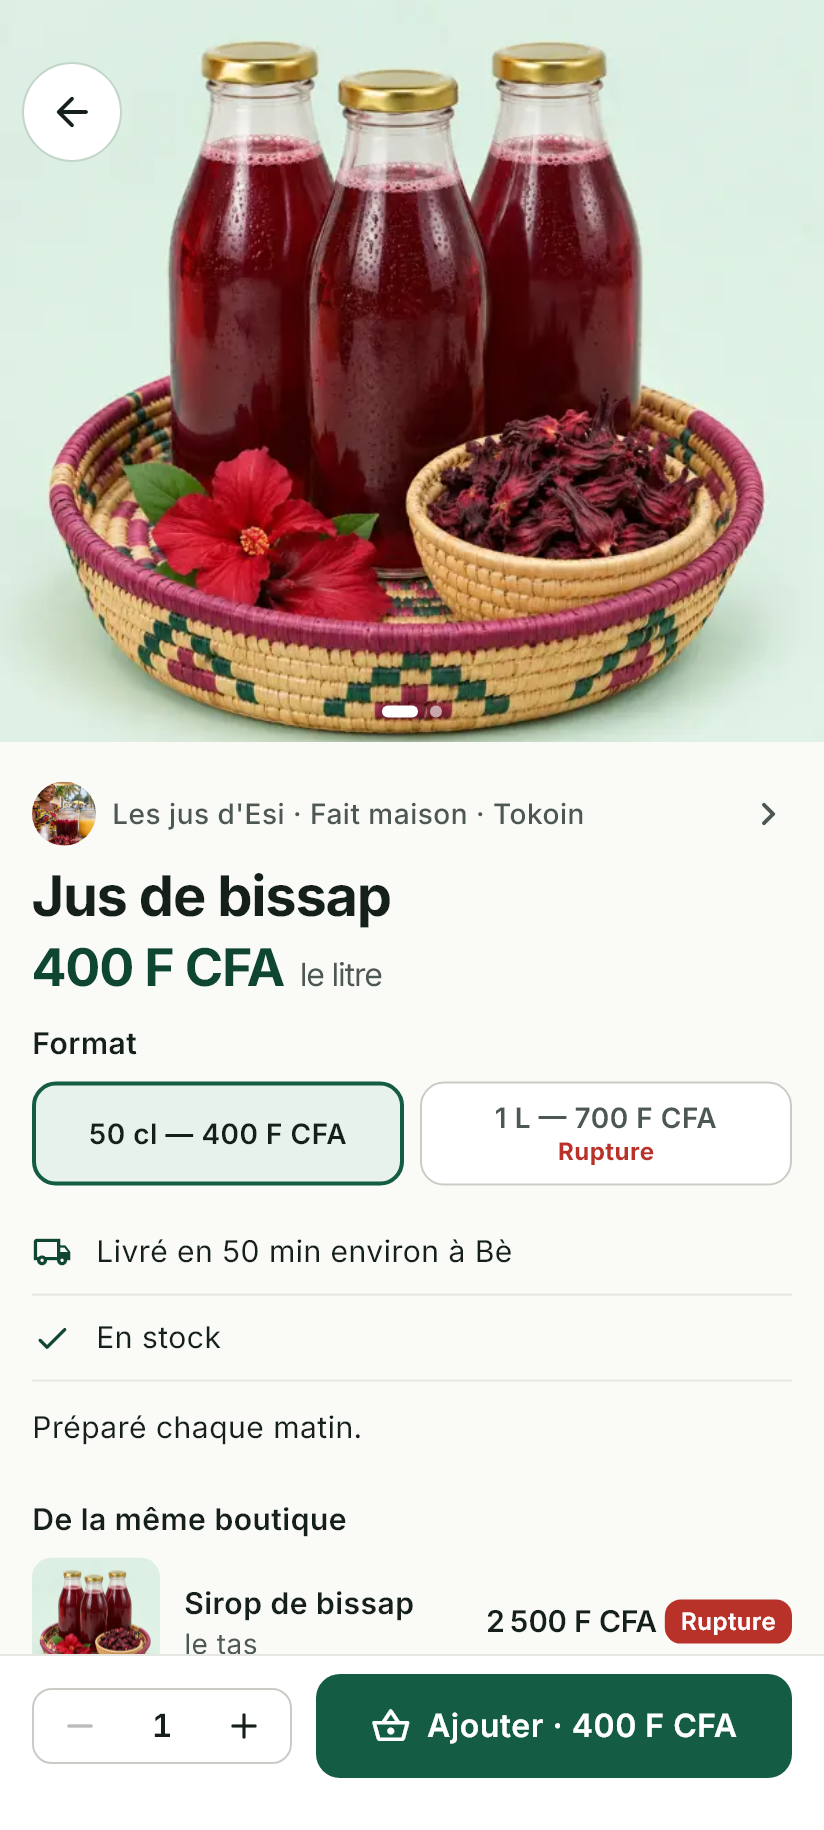 Les jus d'Esi · Fait maison · Tokoin
Jus de bissap
400 F CFA le litre
Format
50 cl — 400 F CFA
1 L — 700 F CFA
Rupture
Livré en 50 min environ à Bè
En stock
Préparé chaque matin.
De la même boutique
Sirop de bissap
le tas
2 500 F CFA Rupture
1
Ajouter · 400 F CFA